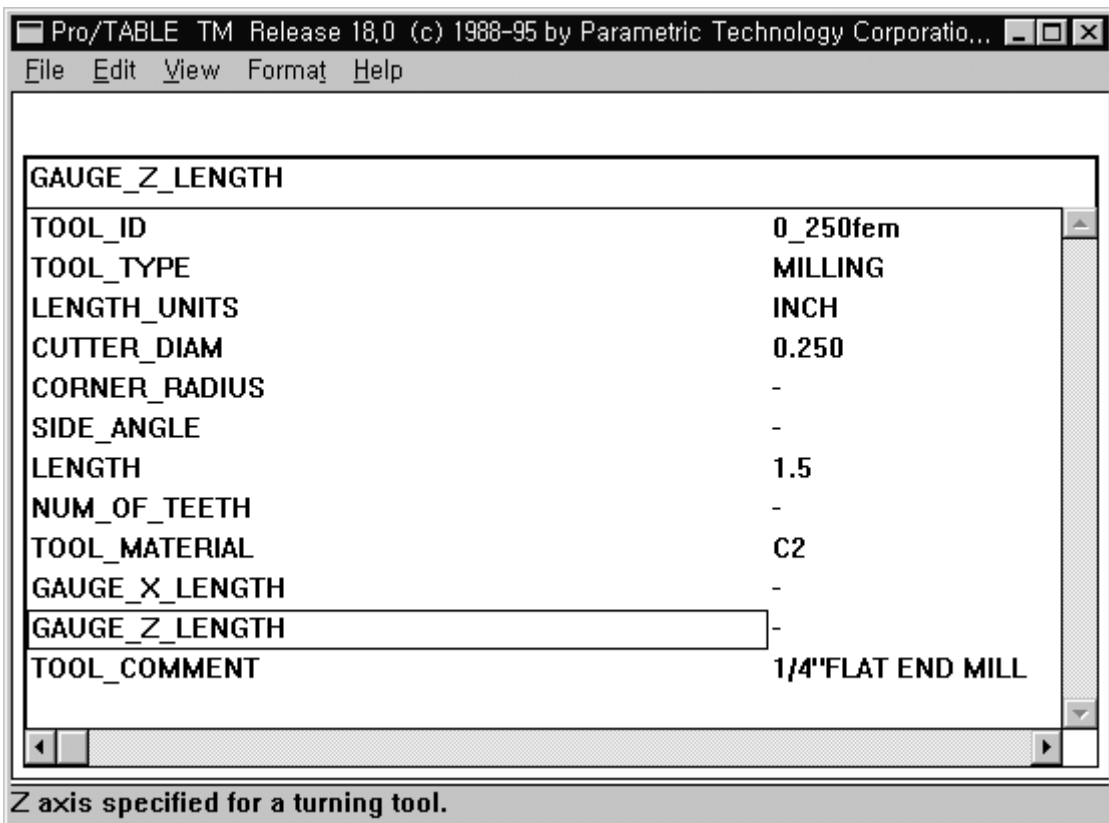 Pro/TABLE TM Release 18,0 (c) 1988-95 by Parametric Technology Corporatio,,,
File Edit View Format Help
GAUGE_Z_LENGTH
TOOL_ID 0_250fem
TOOL_TYPE MILLING
LENGTH_UNITS INCH
CUTTER_DIAM 0.250
CORNER_RADIUS -
SIDE_ANGLE -
LENGTH 1.5
NUM_OF_TEETH -
TOOL_MATERIAL C2
GAUGE_X_LENGTH -
GAUGE_Z_LENGTH -
TOOL_COMMENT 1/4"FLAT END MILL
Z axis specified for a turning tool.